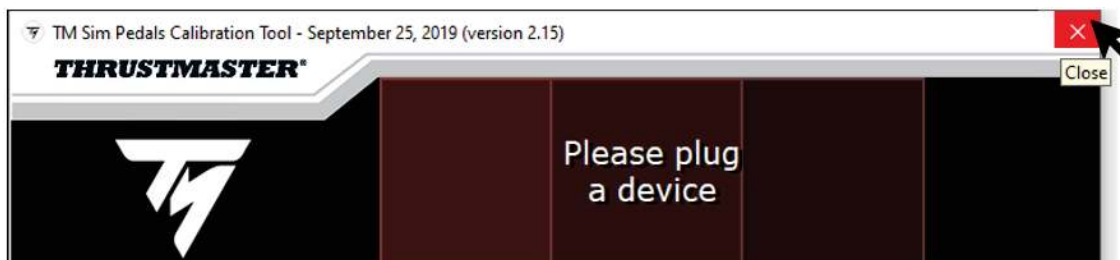 TM Sim Pedals Calibration Tool - September 25, 2019 (version 2.15)
THRUSTMASTER®
Close
Please plug
a device